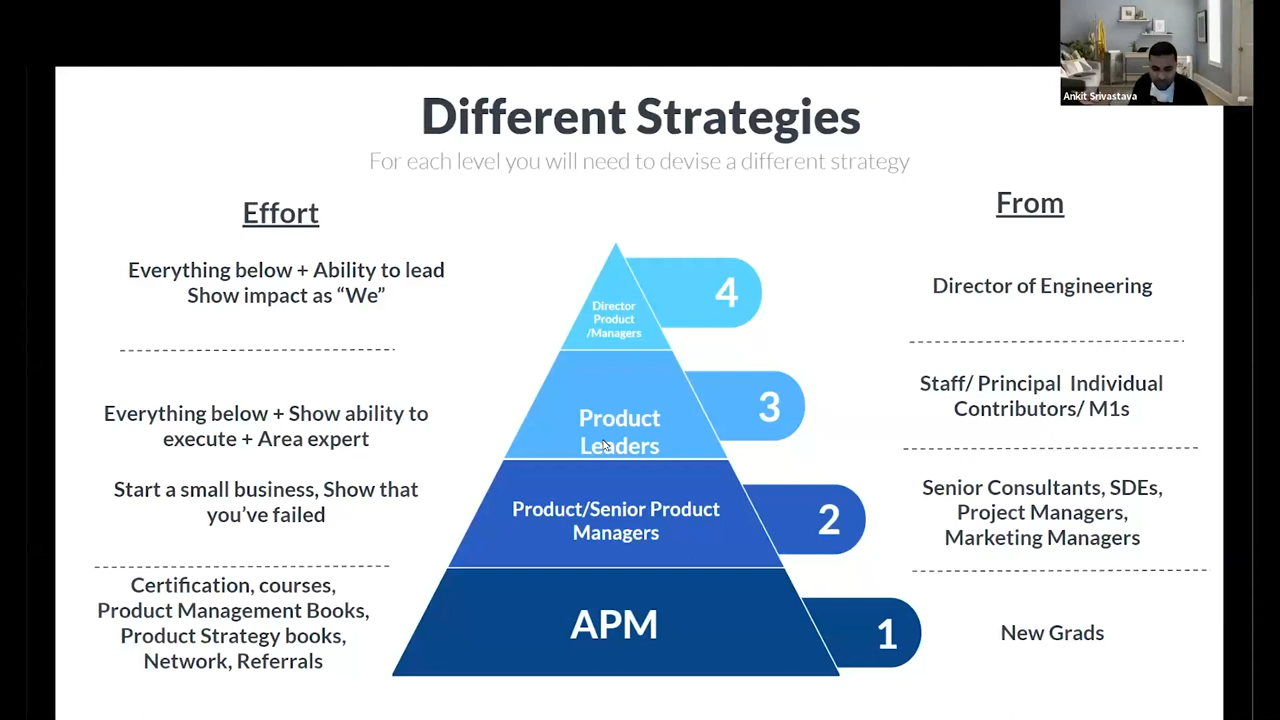 Ankit Srivastava
Different Strategies
For each level you will need to devise a different strategy
Effort
From
Everything below + Ability to lead
Show impact as “We”
Director
Product
/Managers
4
Director of Engineering
Everything below + Show ability to
execute + Area expert
Product
Leaders
3
Staff/ Principal Individual
Contributors/ M1s
Start a small business, Show that
you’ve failed
Product/Senior Product
Managers
2
Senior Consultants, SDEs,
Project Managers,
Marketing Managers
Certification, courses,
Product Management Books,
Product Strategy books,
Network, Referrals
APM
1
New Grads